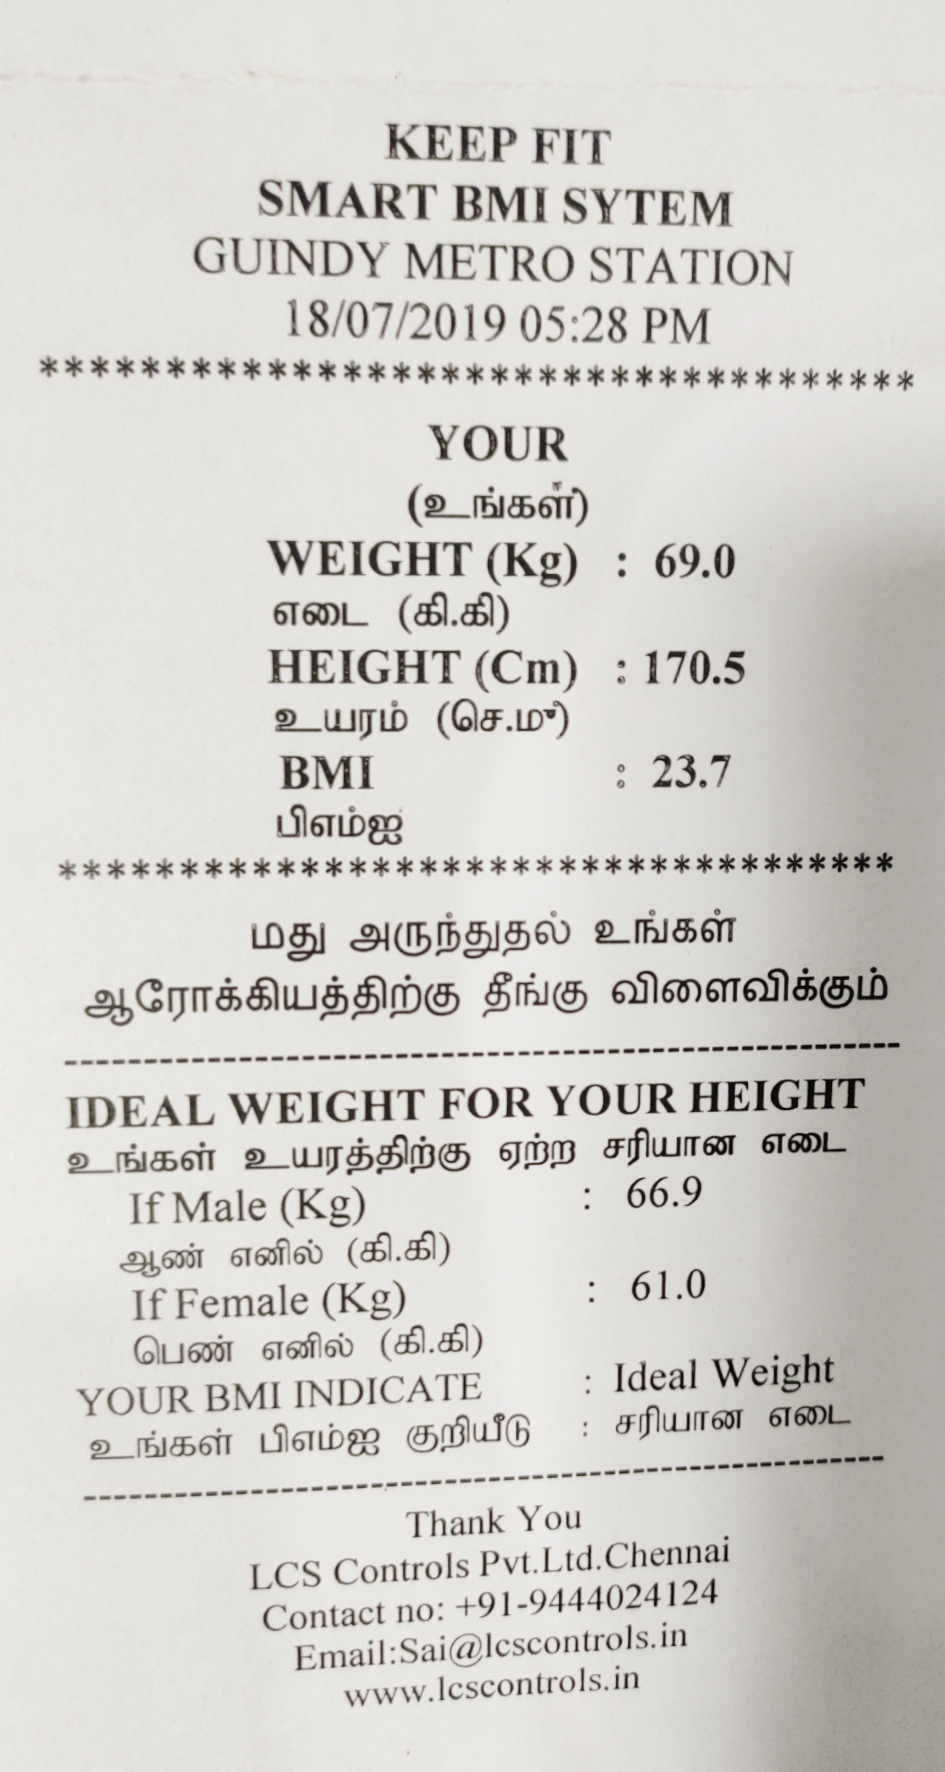 KEEP FIT
SMART BMI SYTEM
GUINDY METRO STATION
18/07/2019 05:28 PM
************************************
YOUR
(உங்கள்)
WEIGHT (Kg) : 69.0
எடை (கி.கி)
HEIGHT (Cm) : 170.5
உயரம் (செ.மு)
BMI : 23.7
பிஎம்ஐ
***********************************
மது அருந்துதல் உங்கள்
ஆரோக்கியத்திற்கு தீங்கு விளைவிக்கும்
-----------------------------------------------------
IDEAL WEIGHT FOR YOUR HEIGHT
உங்கள் உயரத்திற்கு ஏற்ற சரியான எடை
If Male (Kg) : 66.9
ஆண் எனில் (கி.கி)
If Female (Kg) : 61.0
பெண் எனில் (கி.கி)
YOUR BMI INDICATE : Ideal Weight
உங்கள் பிஎம்ஐ குறியீடு : சரியான எடை
-----------------------------------------------------
Thank You
LCS Controls Pvt.Ltd.Chennai
Contact no: +91-9444024124
Email:Sai@lcscontrols.in
www.lcscontrols.in